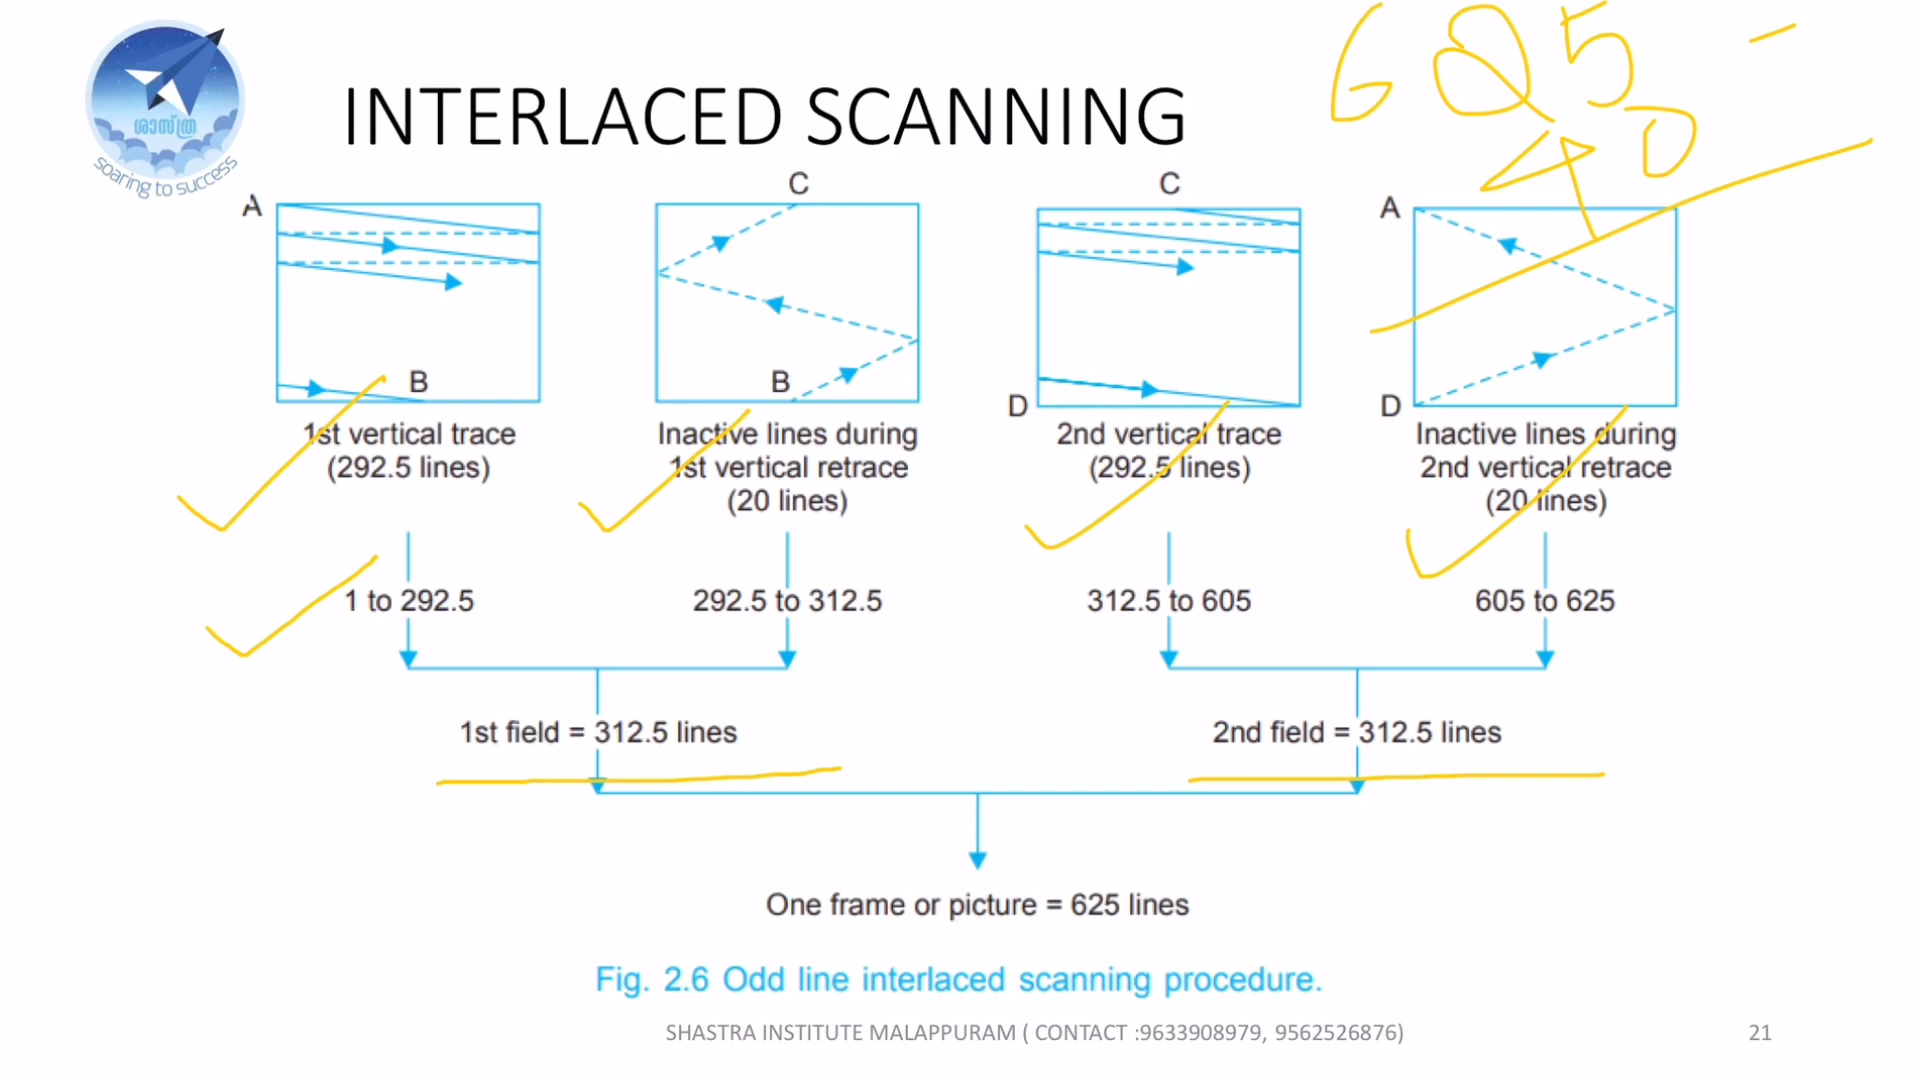 ശാസ്ത്ര
soaring to success
INTERLACED SCANNING
625 -
40
A
B
1st vertical trace
(292.5 lines)
1 to 292.5
C
B
Inactive lines during
1st vertical retrace
(20 lines)
292.5 to 312.5
C
D
2nd vertical trace
(292.5 lines)
312.5 to 605
A
D
Inactive lines during
2nd vertical retrace
(20 lines)
605 to 625
1st field = 312.5 lines
2nd field = 312.5 lines
One frame or picture = 625 lines
Fig. 2.6 Odd line interlaced scanning procedure.
SHASTRA INSTITUTE MALAPPURAM ( CONTACT :9633908979, 9562526876)
21